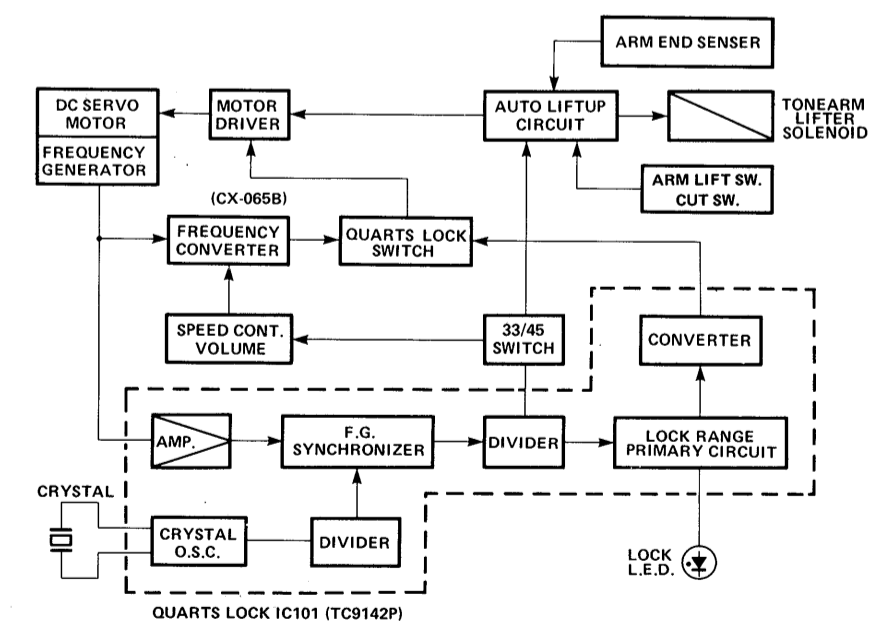 ARM END SENSER
DC SERVO
MOTOR
FREQUENCY
GENERATOR
MOTOR
DRIVER
AUTO LIFTUP
CIRCUIT
TONEARM
LIFTER
SOLENOID
ARM LIFT SW.
CUT SW.
(CX-065B)
FREQUENCY
CONVERTER
QUARTS LOCK
SWITCH
SPEED CONT.
VOLUME
33/45
SWITCH
CONVERTER
AMP.
F.G.
SYNCHRONIZER
DIVIDER
LOCK RANGE
PRIMARY CIRCUIT
CRYSTAL
CRYSTAL
O.S.C.
DIVIDER
LOCK
L.E.D.
QUARTS LOCK IC101 (TC9142P)